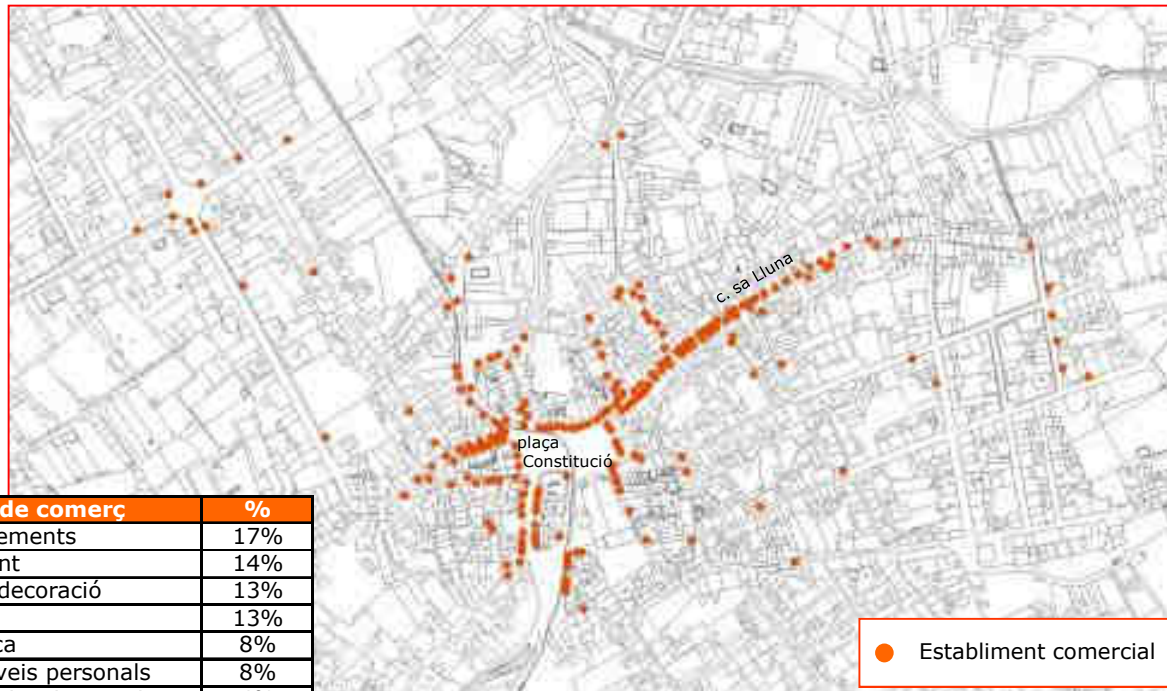 c. sa Lluna
plaça
Constitució
de comerç %
ements 17%
nt 14%
decoració 13%
13%
ca 8%
veis personals 8%
Establiment comercial